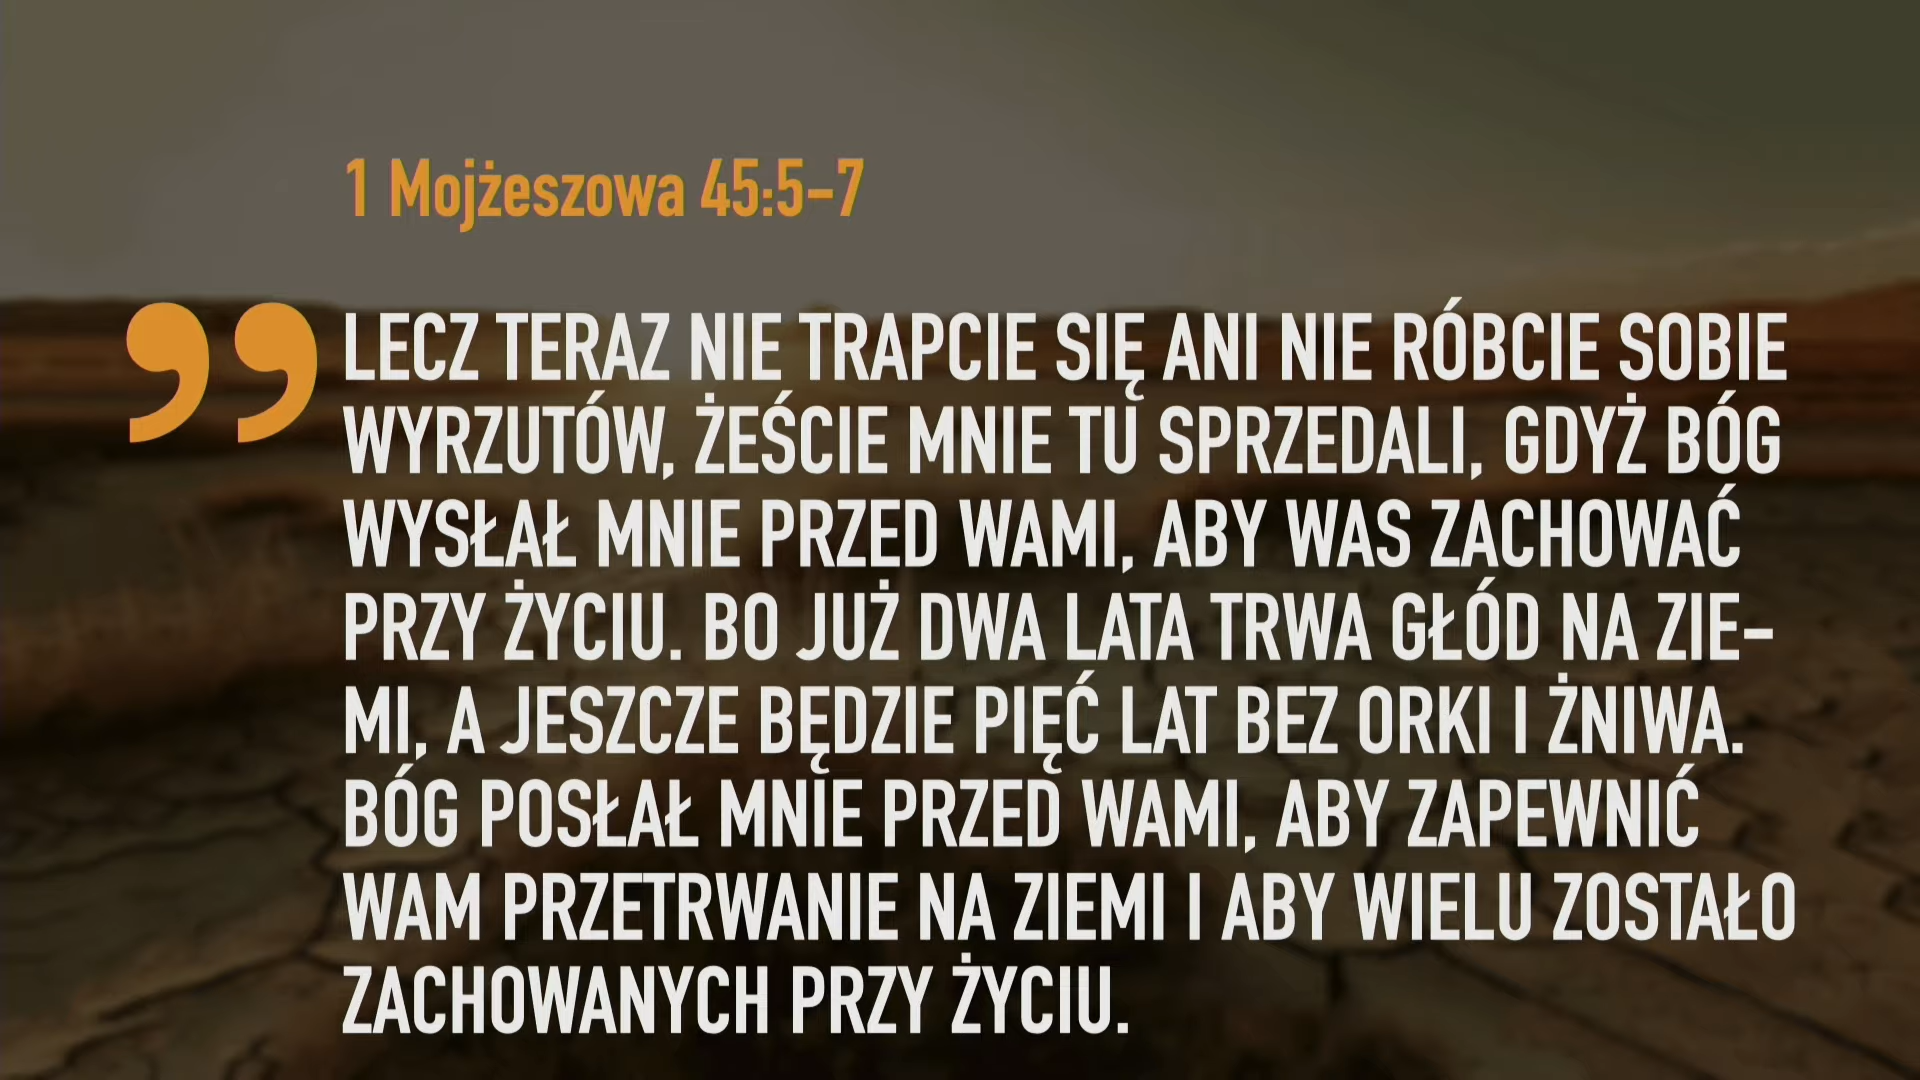 1 Mojżeszowa 45:5-7
” LECZ TERAZ NIE TRAPCIE SIĘ ANI NIE RÓBCIE SOBIE
WYRZUTÓW, ŻEŚCIE MNIE TU SPRZEDALI, GDYŻ BÓG
WYSŁAŁ MNIE PRZED WAMI, ABY WAS ZACHOWAĆ
PRZY ŻYCIU. BO JUŻ DWA LATA TRWA GŁÓD NA ZIE-
MI, A JESZCZE BĘDZIE PIĘĆ LAT BEZ ORKI I ŻNIWA.
BÓG POSŁAŁ MNIE PRZED WAMI, ABY ZAPEWNIĆ
WAM PRZETRWANIE NA ZIEMI I ABY WIELU ZOSTAŁO
ZACHOWANYCH PRZY ŻYCIU.